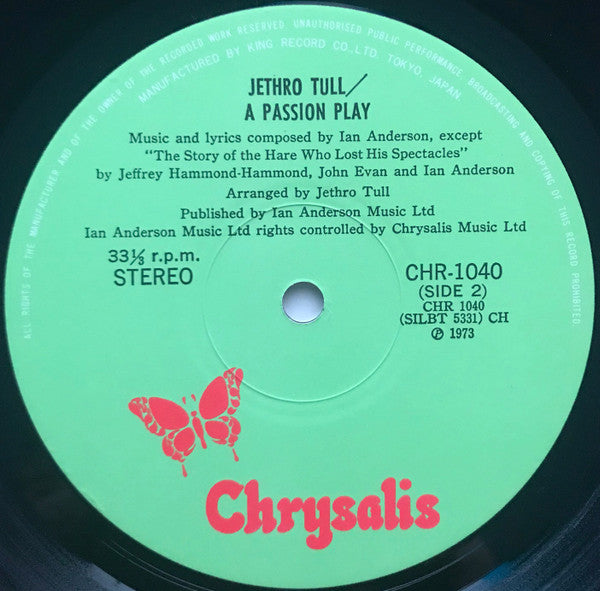 ALL RIGHTS OF THE MANUFACTURER AND OF THE OWNER OF THE RECORDED WORK RESERVED. UNAUTHORISED PUBLIC PERFORMANCE, BROADCASTING AND COPYING OF THIS RECORD PROHIBITED
MANUFACTURED BY KING RECORD CO., LTD. TOKYO, JAPAN.
JETHRO TULL/
A PASSION PLAY
Music and lyrics composed by Ian Anderson, except
"The Story of the Hare Who Lost His Spectacles"
by Jeffrey Hammond-Hammond, John Evan and Ian Anderson
Arranged by Jethro Tull
Published by Ian Anderson Music Ltd
Ian Anderson Music Ltd rights controlled by Chrysalis Music Ltd
33⅓ r.p.m.
STEREO
CHR-1040
(SIDE 2)
CHR 1040
(SILBT 5331) CH
℗ 1973
Chrysalis